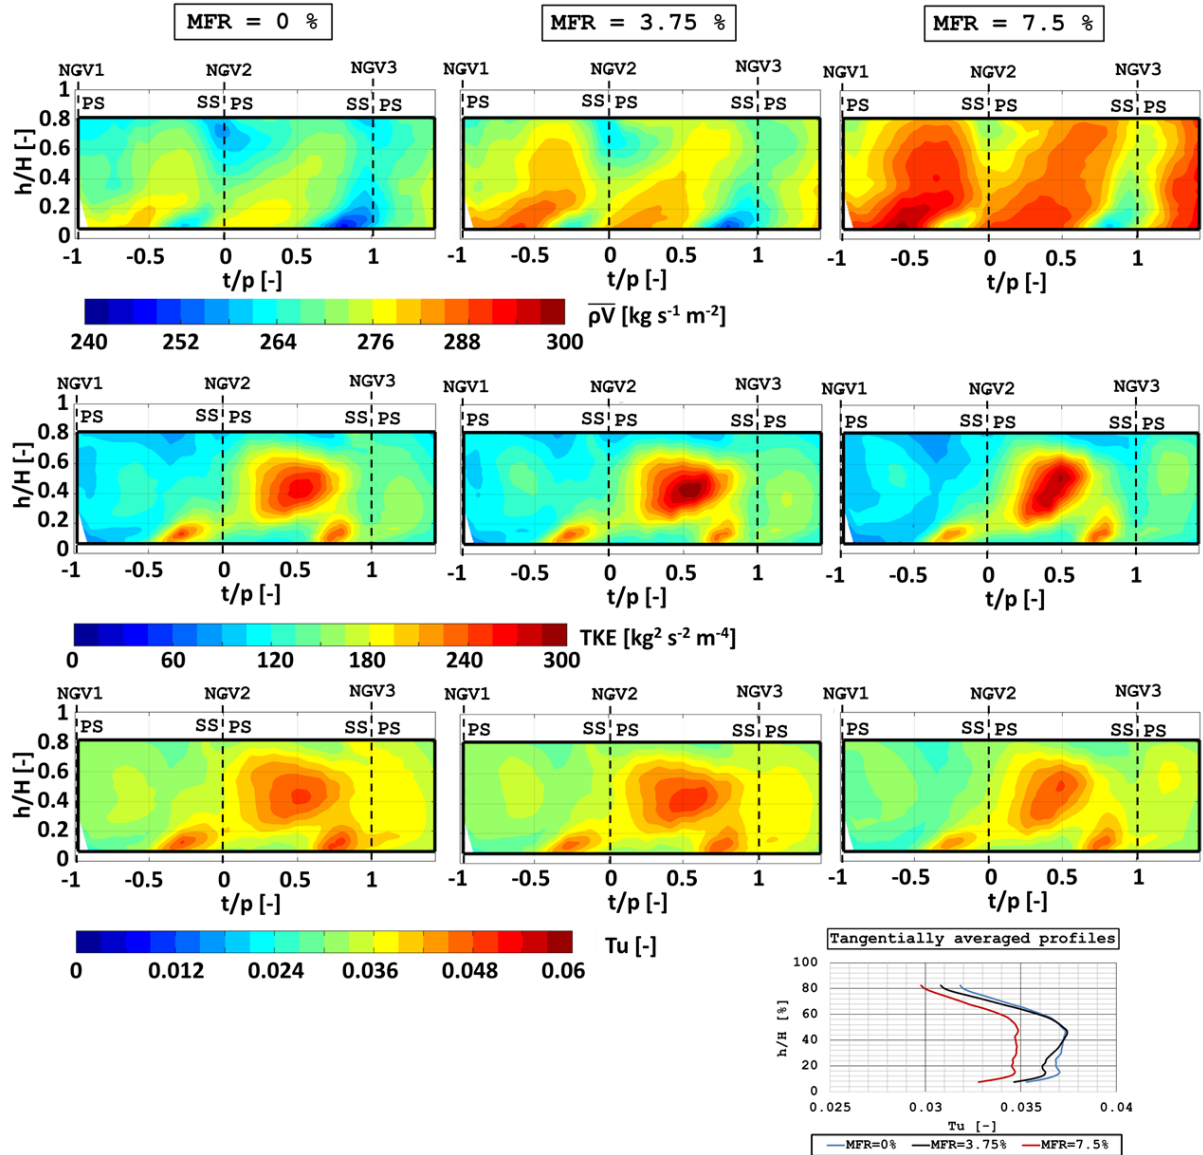 MFR = 0 % MFR = 3.75 % MFR = 7.5 %
NGV1 NGV2 NGV3 NGV1 NGV2 NGV3 NGV1 NGV2 NGV3
1 PS SS PS SS PS PS SS PS SS PS PS SS PS SS PS
0.8
0.6
0.4
0.2
0
h/H [-]
-1 -0.5 0 0.5 1 -1 -0.5 0 0.5 1 -1 -0.5 0 0.5 1
t/p [-] t/p [-] t/p [-]
240 252 264 276 288 300 ρV [kg s-1 m-2]
NGV1 NGV2 NGV3 NGV1 NGV2 NGV3 NGV1 NGV2 NGV3
1 PS SS PS SS PS PS SS PS SS PS PS SS PS SS PS
0.8
0.6
0.4
0.2
0
h/H [-]
-1 -0.5 0 0.5 1 -1 -0.5 0 0.5 1 -1 -0.5 0 0.5 1
t/p [-] t/p [-] t/p [-]
0 60 120 180 240 300 TKE [kg2 s-2 m-4]
NGV1 NGV2 NGV3 NGV1 NGV2 NGV3 NGV1 NGV2 NGV3
1 PS SS PS SS PS PS SS PS SS PS PS SS PS SS PS
0.8
0.6
0.4
0.2
0
h/H [-]
-1 -0.5 0 0.5 1 -1 -0.5 0 0.5 1 -1 -0.5 0 0.5 1
t/p [-] t/p [-] t/p [-]
0 0.012 0.024 0.036 0.048 0.06 Tu [-]
Tangentially averaged profiles
100
80
60
40
20
0
h/H [%]
0.025 0.03 0.035 0.04
Tu [-]
MFR=0% MFR=3.75% MFR=7.5%